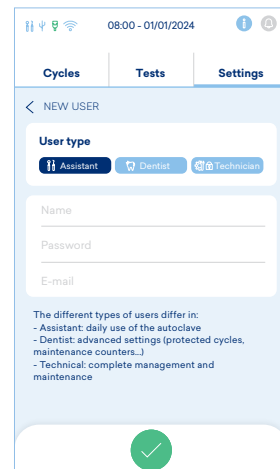 08:00 - 01/01/2024
Cycles Tests Settings
NEW USER
User type
Assistant Dentist Technician
Name
Password
E-mail
The different types of users differ in:
- Assistant: daily use of the autoclave
- Dentist: advanced settings (protected cycles,
maintenance counters...)
- Technical: complete management and
maintenance